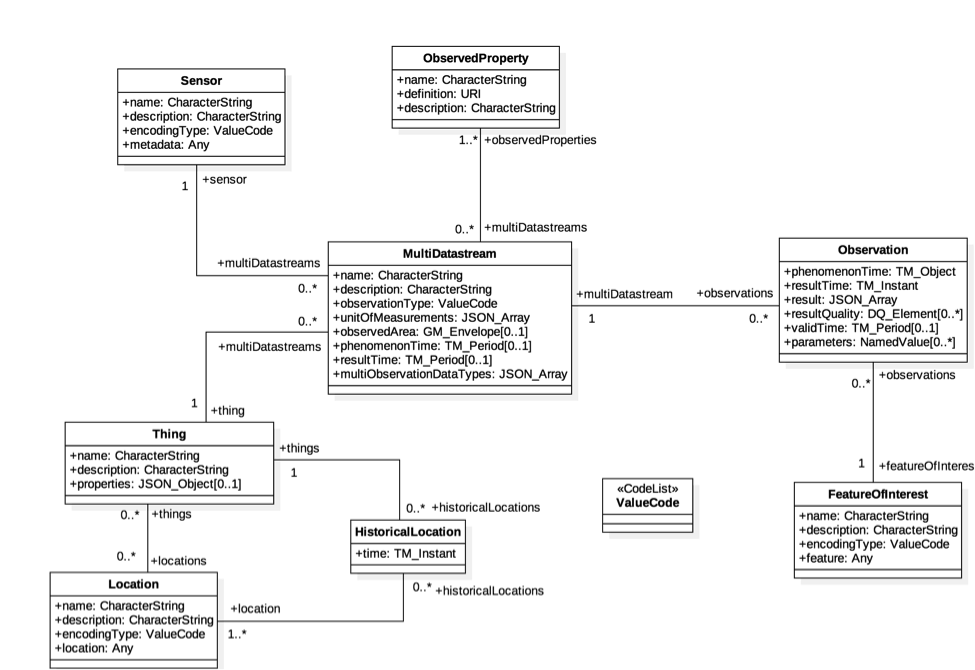 ObservedProperty
+name: CharacterString
+definition: URI
+description: CharacterString
Sensor
+name: CharacterString
+description: CharacterString
+encodingType: ValueCode
+metadata: Any
1..* +observedProperties
1 +sensor
0..* +multiDatastreams
+multiDatastreams
0..*
MultiDatastream
+name: CharacterString
+description: CharacterString
+observationType: ValueCode
+unitOfMeasurements: JSON_Array
+observedArea: GM_Envelope[0..1]
+phenomenonTime: TM_Period[0..1]
+resultTime: TM_Period[0..1]
+multiObservationDataTypes: JSON_Array
+multiDatastream +observations
1 0..*
Observation
+phenomenonTime: TM_Object
+resultTime: TM_Instant
+result: JSON_Array
+resultQuality: DQ_Element[0..*]
+validTime: TM_Period[0..1]
+parameters: NamedValue[0..*]
0..*
+multiDatastreams
1 +thing
0..* +observations
1 +featureOfInteres
Thing
+name: CharacterString
+description: CharacterString
+properties: JSON_Object[0..1]
+things
1
0..* +historicalLocations
HistoricalLocation
+time: TM_Instant
0..* +historicalLocations
«CodeList»
ValueCode
FeatureOfInterest
+name: CharacterString
+description: CharacterString
+encodingType: ValueCode
+feature: Any
0..* +things
0..* +locations
Location
+name: CharacterString
+description: CharacterString
+encodingType: ValueCode
+location: Any
+location
1..*